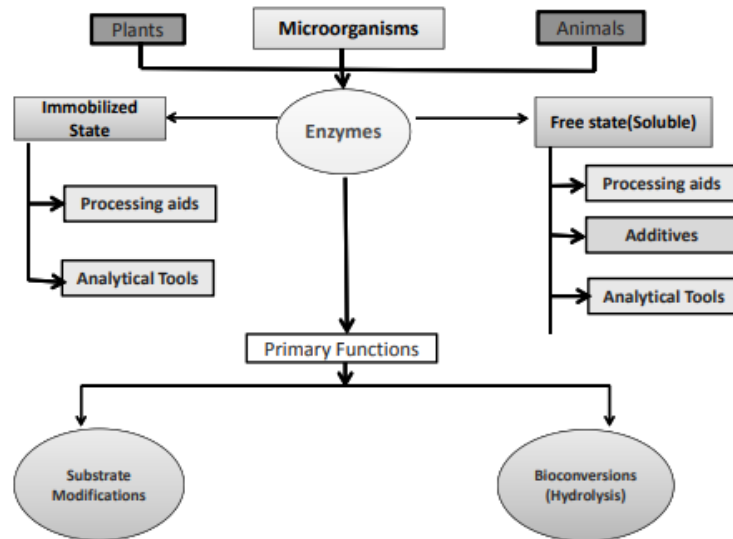 Plants
Microorganisms
Animals
Immobilized
State
Enzymes
Free state(Soluble)
Processing aids
Analytical Tools
Processing aids
Additives
Analytical Tools
Primary Functions
Substrate
Modifications
Bioconversions
(Hydrolysis)